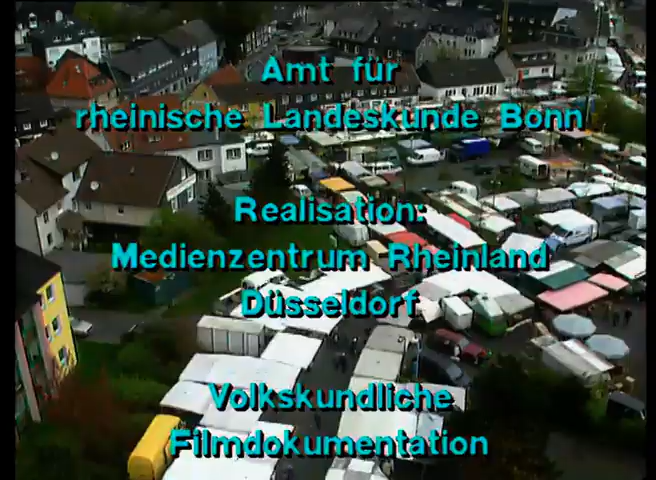 Amt für
rheinische Landeskunde Bonn
Realisation:
Medienzentrum Rheinland
Düsseldorf
Volkskundliche
Filmdokumentation